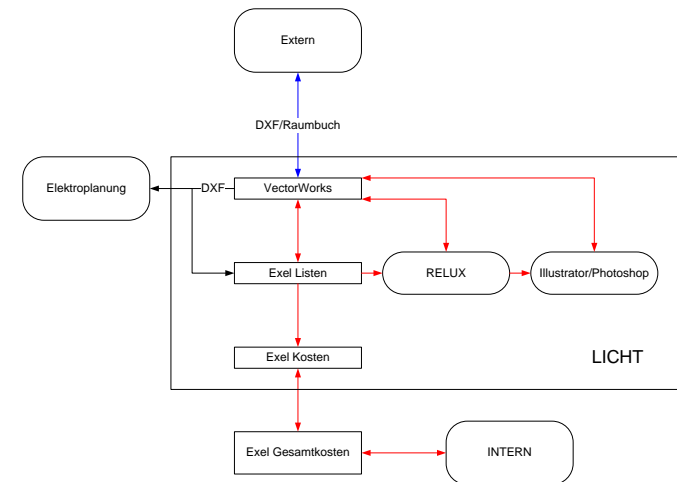 Extern
DXF/Raumbuch
Elektroplanung
DXF
VectorWorks
Exel Listen
RELUX
Illustrator/Photoshop
Exel Kosten
LICHT
Exel Gesamtkosten
INTERN